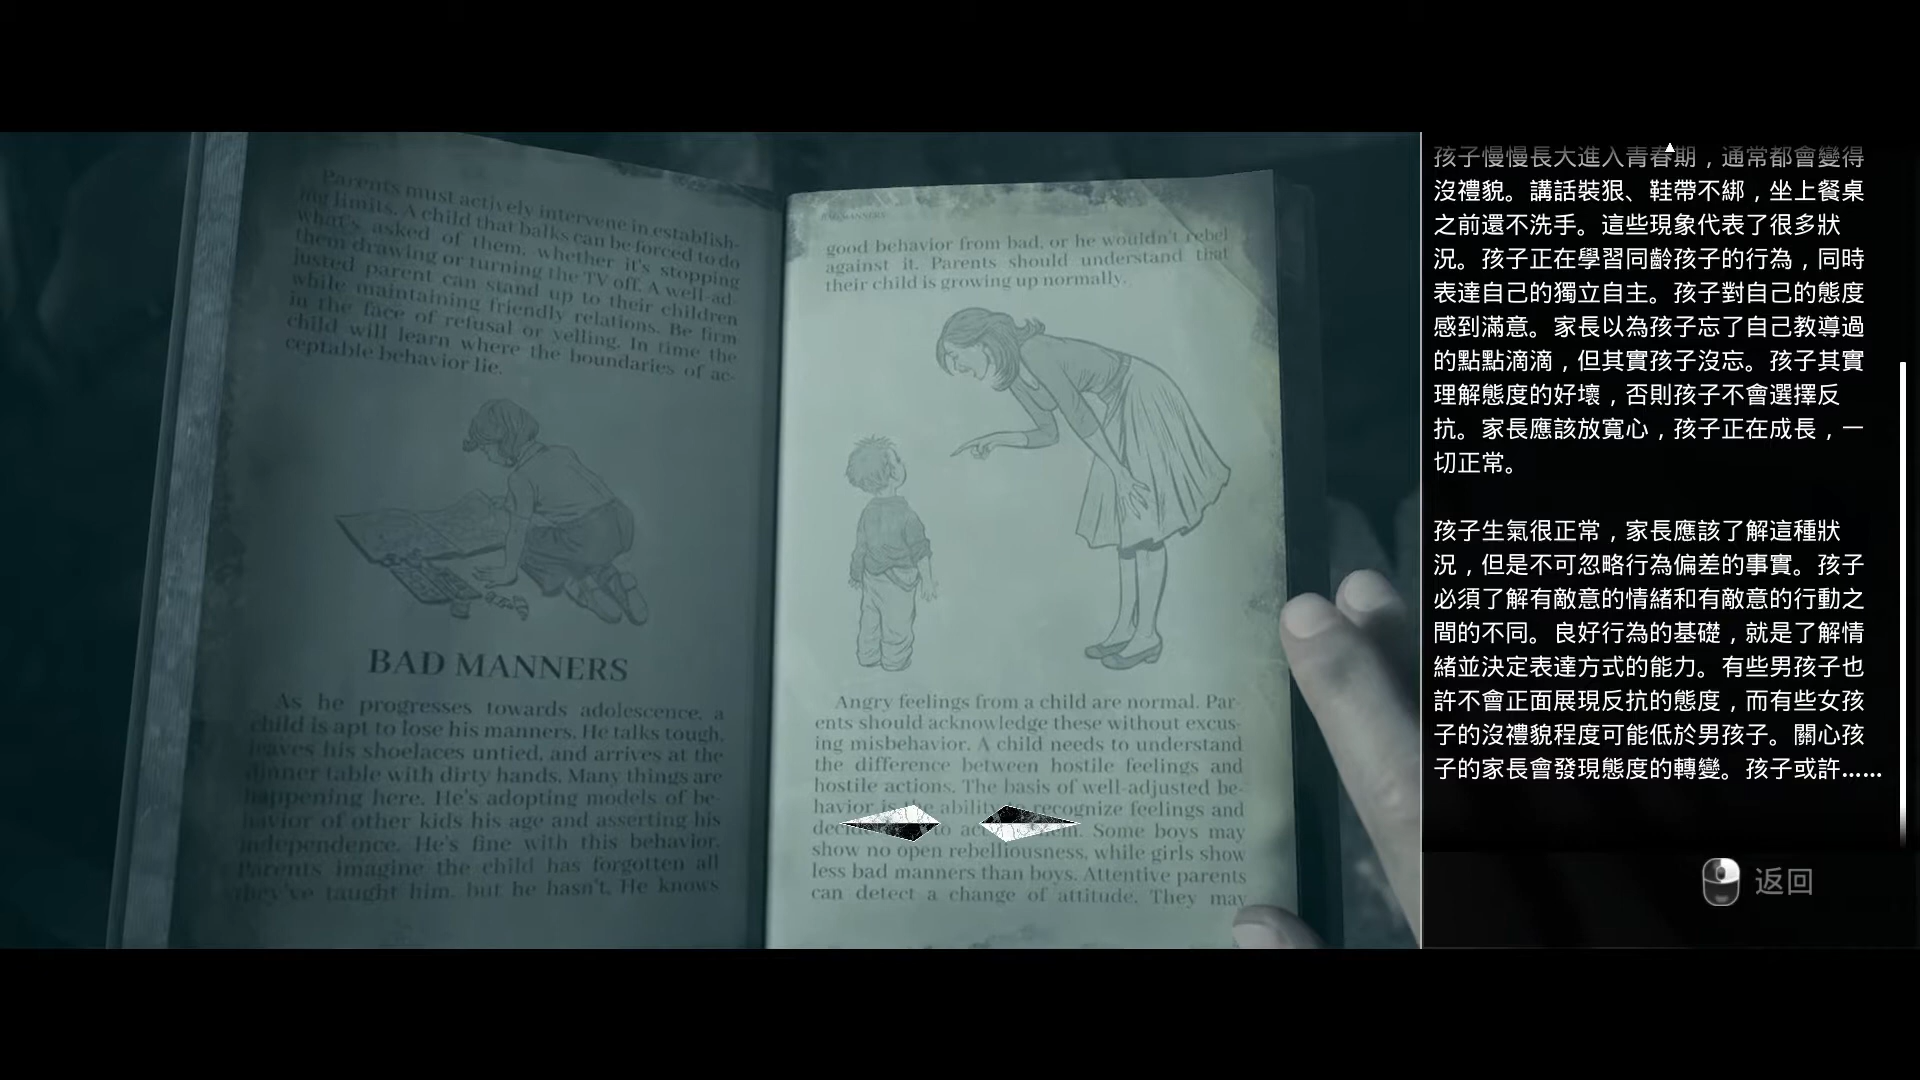 Parents must actively intervene in establish-
ing limits. A child that balks can be forced to do
what's asked of them, whether it's stopping
them drawing or turning the TV off. A well-ad-
justed parent can stand up to their children
while maintaining friendly relations. Be firm
in the face of refusal or yelling. In time the
child will learn where the boundaries of ac-
ceptable behavior lie.
BAD MANNERS
As he progresses towards adolescence, a
child is apt to lose his manners. He talks tough,
leaves his shoelaces untied, and arrives at the
dinner table with dirty hands. Many things are
happening here. He's adopting models of be-
havior of other kids his age and asserting his
independence. He's fine with this behavior.
Parents imagine the child has forgotten all
they've taught him, but he hasn't. He knows
BAD MANNERS
good behavior from bad, or he wouldn't rebel
against it. Parents should understand that
their child is growing up normally.
Angry feelings from a child are normal. Par-
ents should acknowledge these without excus-
ing misbehavior. A child needs to understand
the difference between hostile feelings and
hostile actions. The basis of well-adjusted be-
havior is the ability to recognize feelings and
decide to act them. Some boys may
show no open rebelliousness, while girls show
less bad manners than boys. Attentive parents
can detect a change of attitude. They may
孩子慢慢長大進入青春期，通常都會變得
沒禮貌。講話裝狠、鞋帶不綁，坐上餐桌
之前還不洗手。這些現象代表了很多狀
況。孩子正在學習同齡孩子的行為，同時
表達自己的獨立自主。孩子對自己的態度
感到滿意。家長以為孩子忘了自己教導過
的點點滴滴，但其實孩子沒忘。孩子其實
理解態度的好壞，否則孩子不會選擇反
抗。家長應該放寬心，孩子正在成長，一
切正常。
孩子生氣很正常，家長應該了解這種狀
況，但是不可忽略行為偏差的事實。孩子
必須了解有敵意的情緒和有敵意的行動之
間的不同。良好行為的基礎，就是了解情
緒並決定表達方式的能力。有些男孩子也
許不會正面展現反抗的態度，而有些女孩
子的沒禮貌程度可能低於男孩子。關心孩
子的家長會發現態度的轉變。孩子或許……
返回